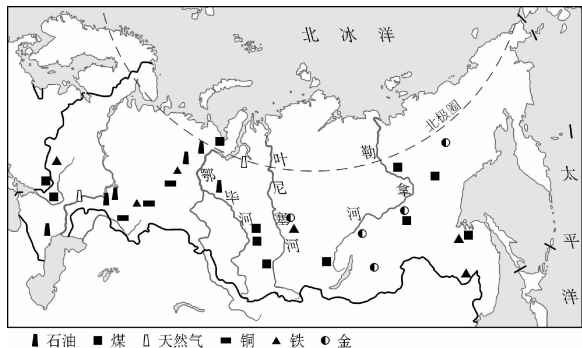 北冰洋
北极圈
太平洋
鄂毕河
叶尼塞河
勒拿河
石油 煤 天然气 铜 铁 金